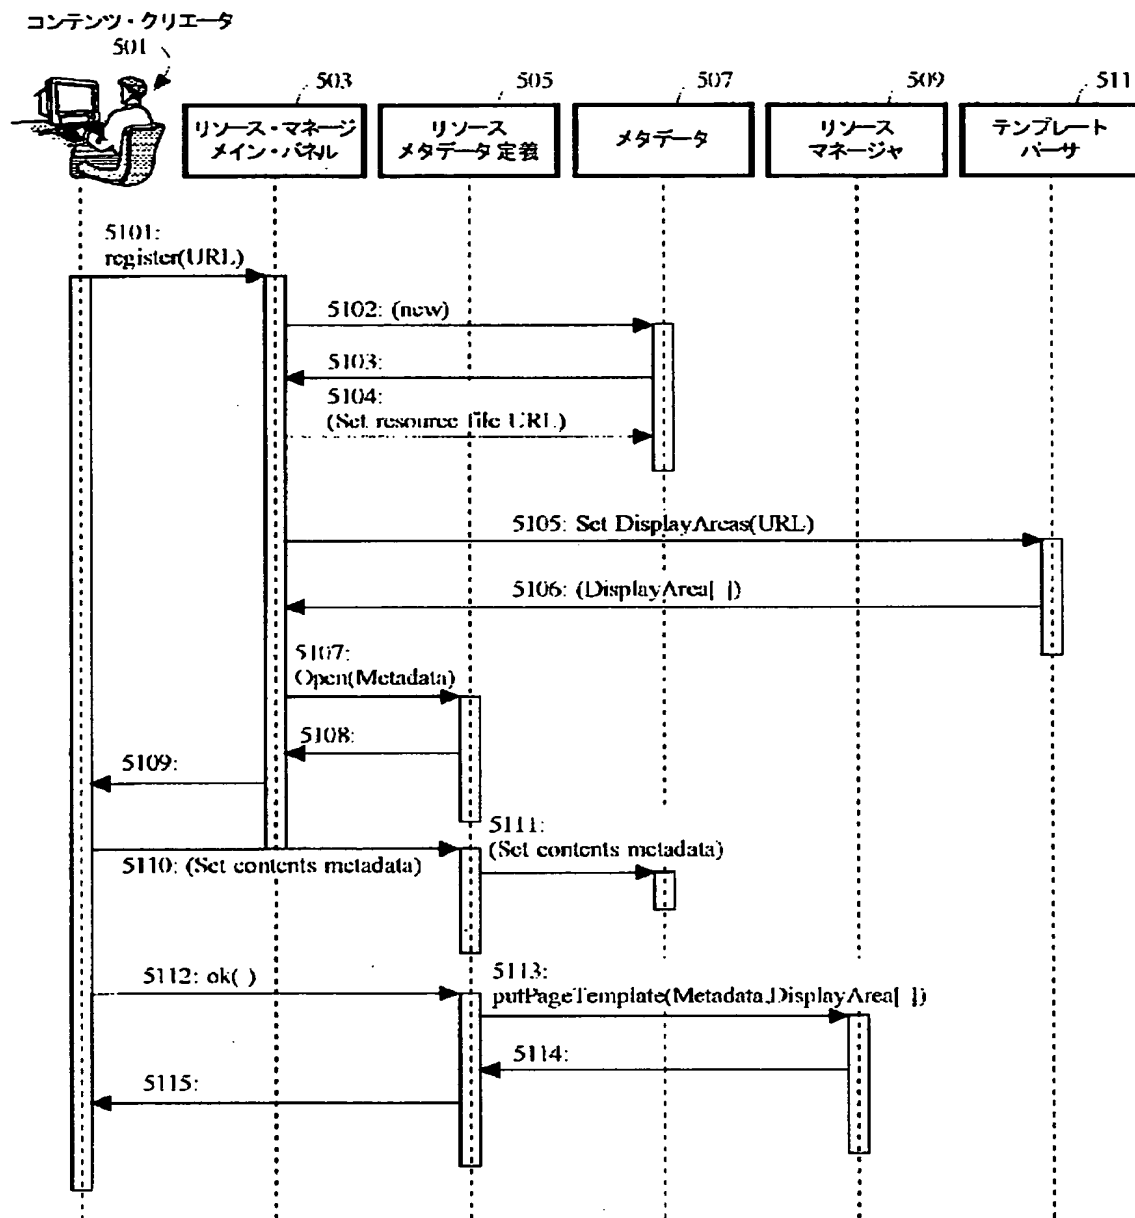 コンテンツ・クリエータ
501
503
505
507
509
511
リソース・マネージ
メイン・パネル
リソース
メタデータ定義
メタデータ
リソース
マネージャ
テンプレート
パーサ
5101:
register(URL)
5102: (new)
5103:
5104:
(Set resource file URL)
5105: Set DisplayAreas(URL)
5106: (DisplayArea[ ])
5107:
Open(Metadata)
5108:
5109:
5110: (Set contents metadata)
5111:
(Set contents metadata)
5112: ok( )
5113:
putPageTemplate(Metadata,DisplayArea[ ])
5114:
5115: